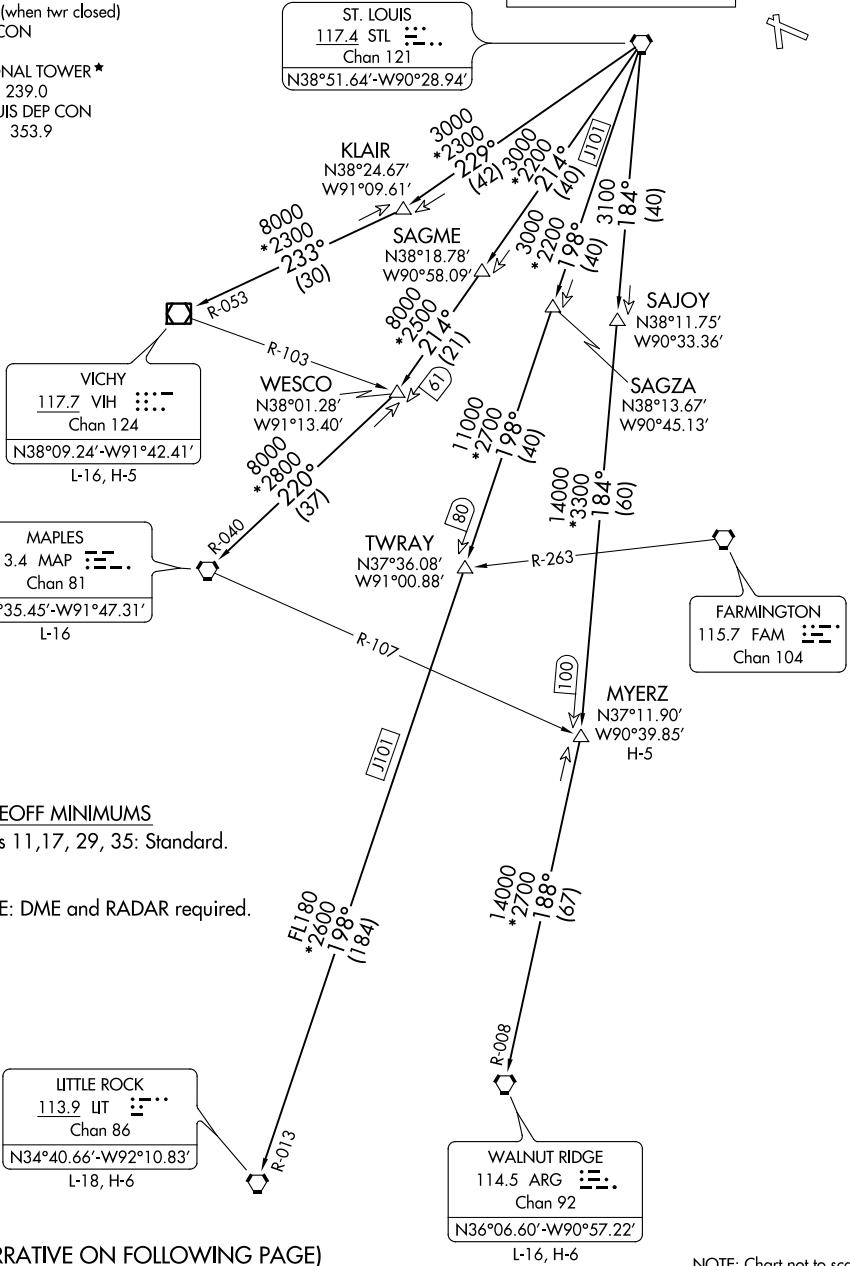 (when twr closed)
CON
NAL TOWER★
239.0
UIS DEP CON
353.9
ST. LOUIS
117.4 STL
Chan 121
N38°51.64'-W90°28.94'
3000
*2300
229°
(42)
3000
*2200
214°
(40)
J101
3000
*2200
198°
(40)
3100
184°
(40)
KLAIR
N38°24.67'
W91°09.61'
8000
*2300
233°
(30)
SAGME
N38°18.78'
W90°58.09'
R-053
R-103
8000
*2500
214°
(21)
61
SAJOY
N38°11.75'
W90°33.36'
SAGZA
N38°13.67'
W90°45.13'
VICHY
117.7 VIH
Chan 124
N38°09.24'-W91°42.41'
L-16, H-5
WESCO
N38°01.28'
W91°13.40'
8000
*2800
220°
(37)
11000
*2700
198°
(40)
14000
*3300
184°
(60)
R-040
MAPLES
3.4 MAP
Chan 81
°35.45'-W91°47.31'
L-16
80
TWRAY
N37°36.08'
W91°00.88'
R-263
FARMINGTON
115.7 FAM
Chan 104
R-107
100
MYERZ
N37°11.90'
W90°39.85'
H-5
J101
EOFF MINIMUMS
s 11,17, 29, 35: Standard.
E: DME and RADAR required.
FL180
*2600
198°
(184)
14000
*2700
188°
(67)
R-008
LITTLE ROCK
113.9 LIT
Chan 86
N34°40.66'-W92°10.83'
L-18, H-6
R-013
WALNUT RIDGE
114.5 ARG
Chan 92
N36°06.60'-W90°57.22'
L-16, H-6
RRATIVE ON FOLLOWING PAGE)
NOTE: Chart not to sca